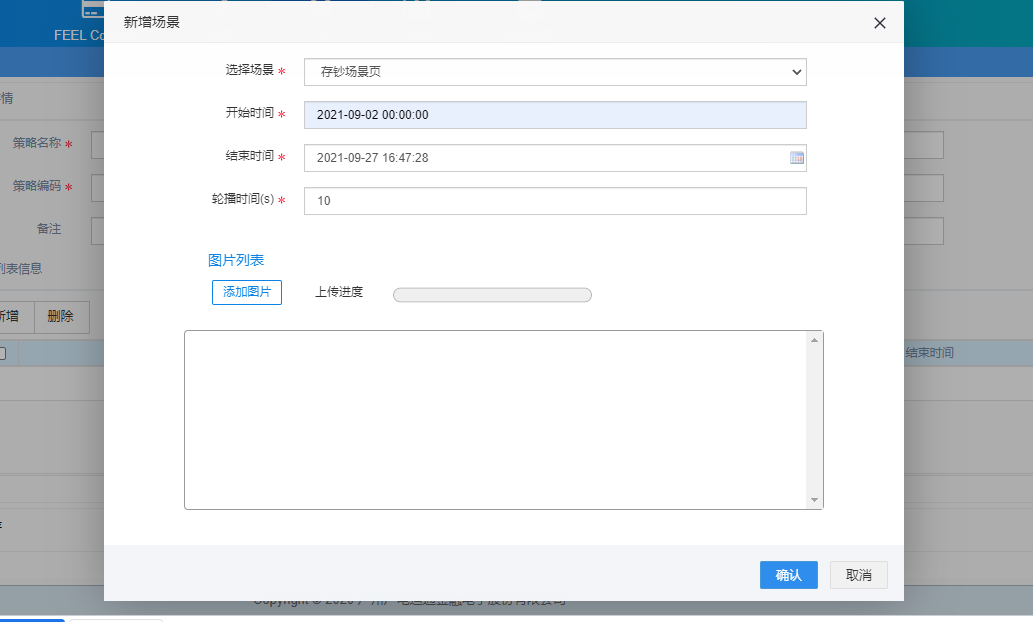 FEEL Co
新增场景
选择场景 *
存钞场景页
情
开始时间 *
2021-09-02 00:00:00
策略名称 *
结束时间 *
2021-09-27 16:47:28
策略编码 *
轮播时间(s) *
10
备注
图片列表
列表信息
添加图片
上传进度
新增
删除
结束时间
确认
取消